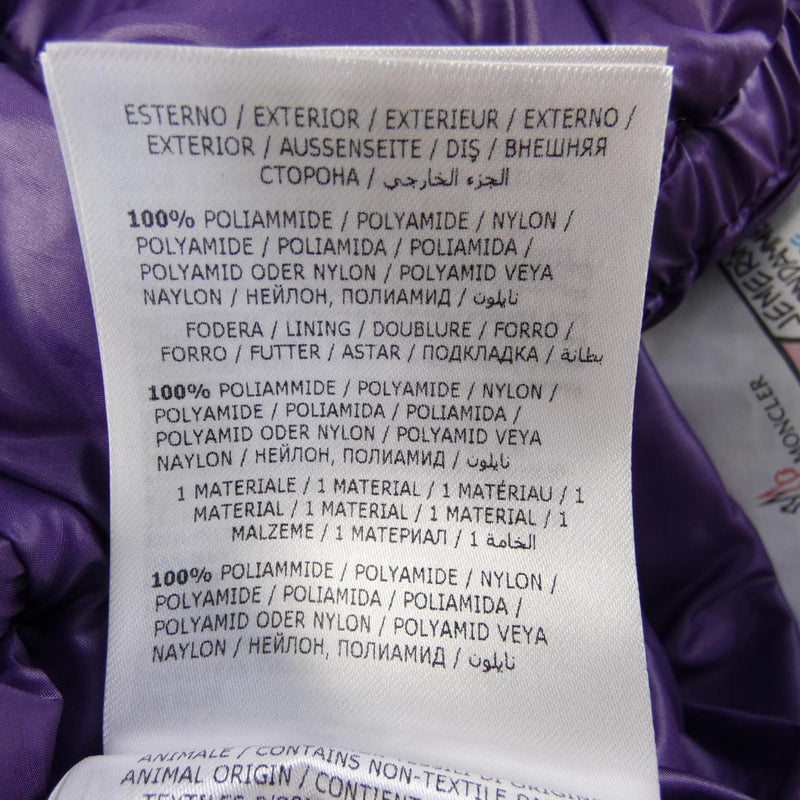 ESTERNO / EXTERIOR / EXTERIEUR / EXTERNO /
EXTERIOR / AUSSENSEITE / DIŞ / ВНЕШНЯЯ
СТОРОНА / الجزء الخارجي
100% POLIAMMIDE / POLYAMIDE / NYLON /
POLYAMIDE / POLIAMIDA / POLIAMIDA /
POLYAMID ODER NYLON / POLYAMID VEYA
NAYLON / НЕЙЛОН, ПОЛИАМИД / نايلون
FODERA / LINING / DOUBLURE / FORRO /
FORRO / FUTTER / ASTAR / ПОДКЛАДКА / بطانة
100% POLIAMMIDE / POLYAMIDE / NYLON /
POLYAMIDE / POLIAMIDA / POLIAMIDA /
POLYAMID ODER NYLON / POLYAMID VEYA
NAYLON / НЕЙЛОН, ПОЛИАМИД / نايلون
1 MATERIALE / 1 MATERIAL / 1 MATÉRIAU / 1
MATERIAL / 1 MATERIAL / 1 MATERIAL / 1
MALZEME / 1 МАТЕРИАЛ / 1 الخامة
100% POLIAMMIDE / POLYAMIDE / NYLON /
POLYAMIDE / POLIAMIDA / POLIAMIDA /
POLYAMID ODER NYLON / POLYAMID VEYA
NAYLON / НЕЙЛОН, ПОЛИАМИД / نايلون
ANIMALE / CONTAINS NON-TEXTILE
ANIMAL ORIGIN / CONTIENT
MONCLER